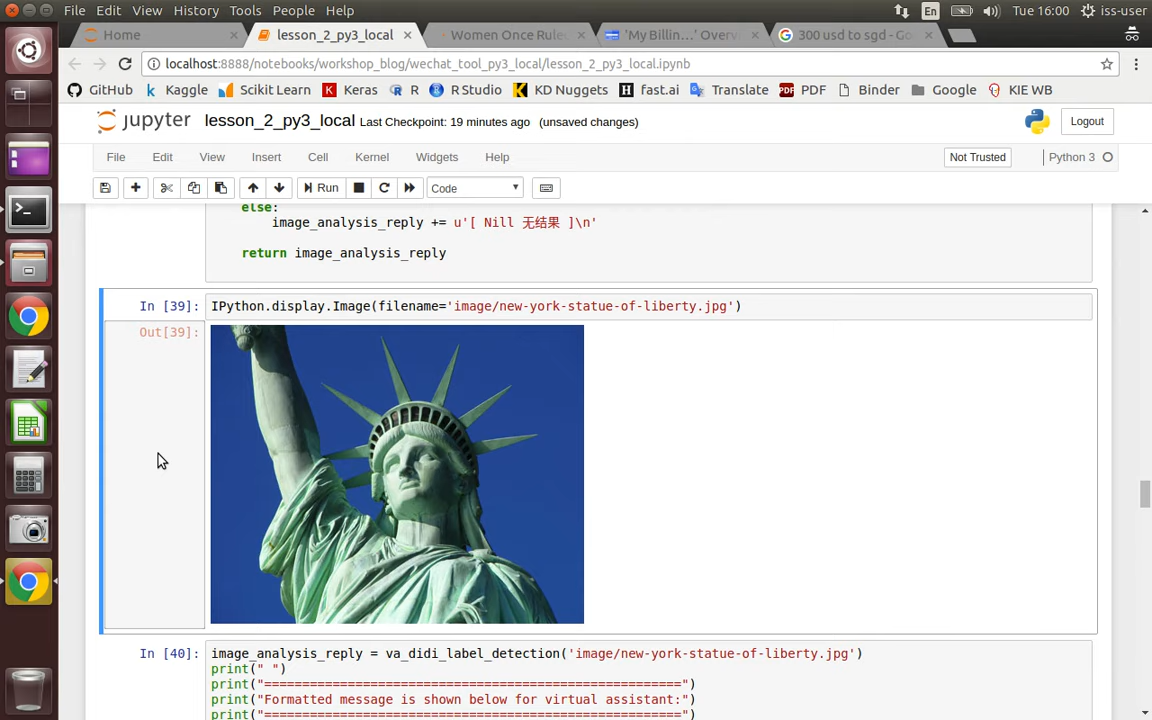 File Edit View History Tools People Help
En Tue 16:00 iss-user
Home lesson_2_py3_local Women Once Rule 'My Billin...' Overv 300 usd to sgd - Go
localhost:8888/notebooks/workshop_blog/wechat_tool_py3_local/lesson_2_py3_local.ipynb
GitHub Kaggle Scikit Learn Keras R R Studio KD Nuggets fast.ai Translate PDF Binder Google KIE WB
jupyter lesson_2_py3_local Last Checkpoint: 19 minutes ago (unsaved changes) Logout
File Edit View Insert Cell Kernel Widgets Help Not Trusted Python 3
Run Code
else:
image_analysis_reply += u'[ Nill 无结果 ]\n'
return image_analysis_reply
In [39]: IPython.display.Image(filename='image/new-york-statue-of-liberty.jpg')
Out[39]:
In [40]: image_analysis_reply = va_didi_label_detection('image/new-york-statue-of-liberty.jpg')
print(" ")
print("======================================================")
print("Formatted message is shown below for virtual assistant:")
print("======================================================")